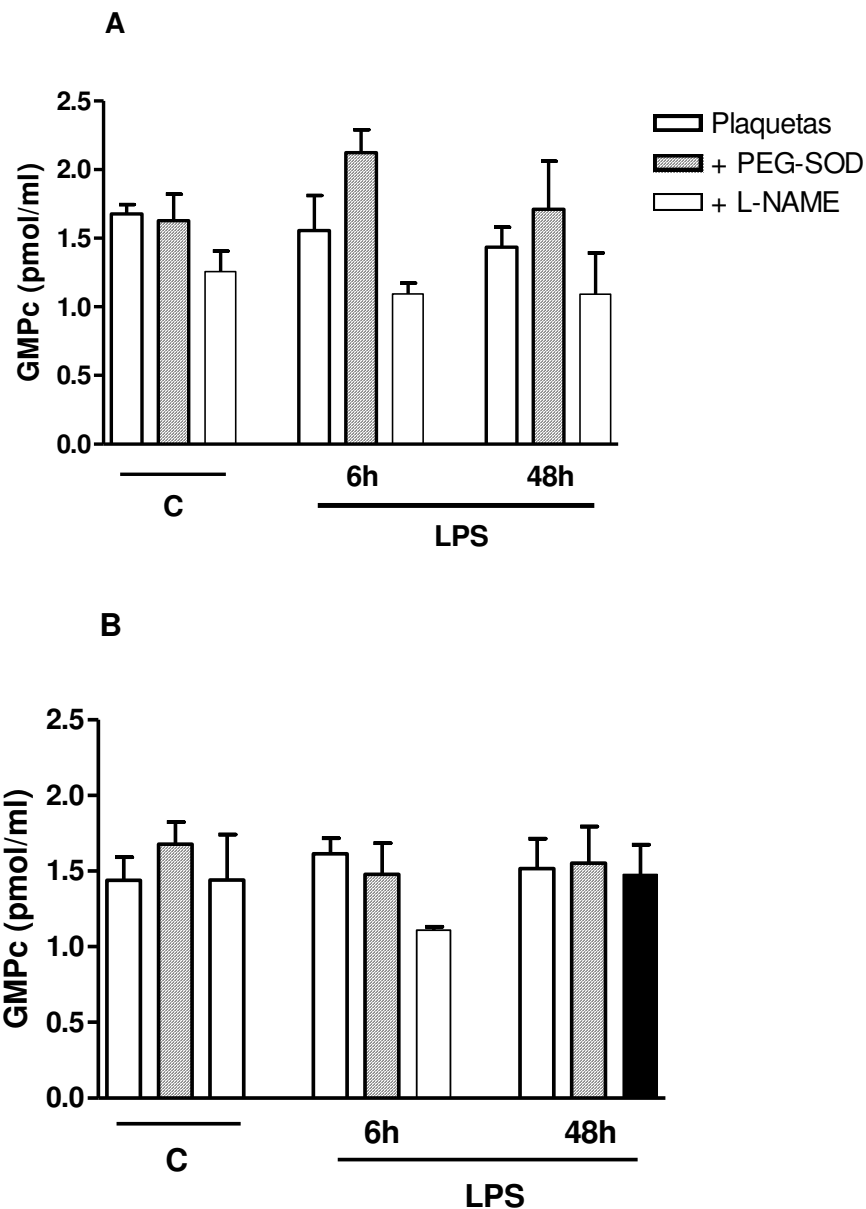 A
GMPc (pmol/ml)
2.5
2.0
1.5
1.0
0.5
0.0
Plaquetas
+ PEG-SOD
+ L-NAME
6h
48h
C
LPS
B
GMPc (pmol/ml)
2.5
2.0
1.5
1.0
0.5
0.0
6h
48h
C
LPS